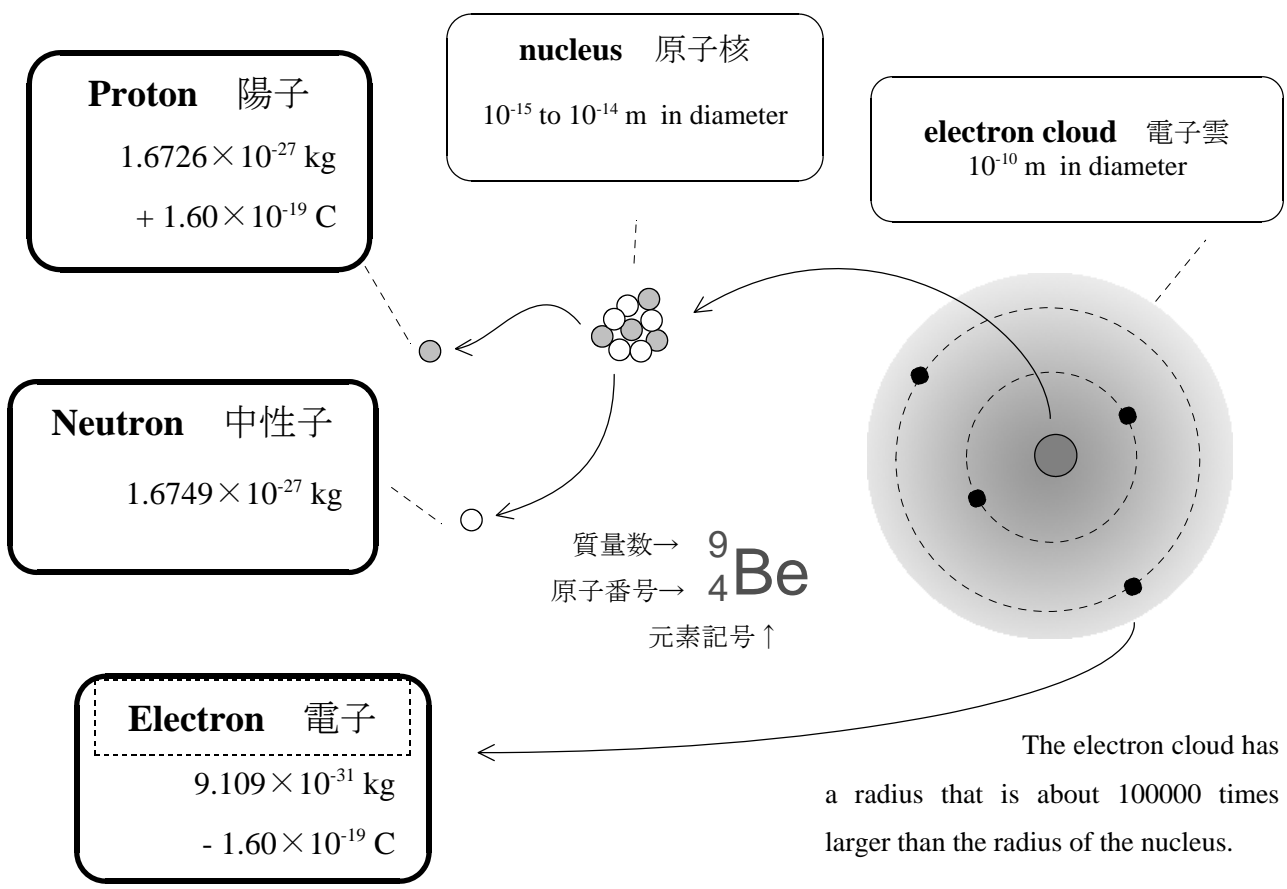 Proton 陽子
1.6726×10⁻²⁷ kg
+ 1.60×10⁻¹⁹ C
nucleus 原子核
10⁻¹⁵ to 10⁻¹⁴ m in diameter
electron cloud 電子雲
10⁻¹⁰ m in diameter
Neutron 中性子
1.6749×10⁻²⁷ kg
質量数→ 9
原子番号→ 4 Be
元素記号↑
Electron 電子
9.109×10⁻³¹ kg
- 1.60×10⁻¹⁹ C
The electron cloud has
a radius that is about 100000 times
larger than the radius of the nucleus.